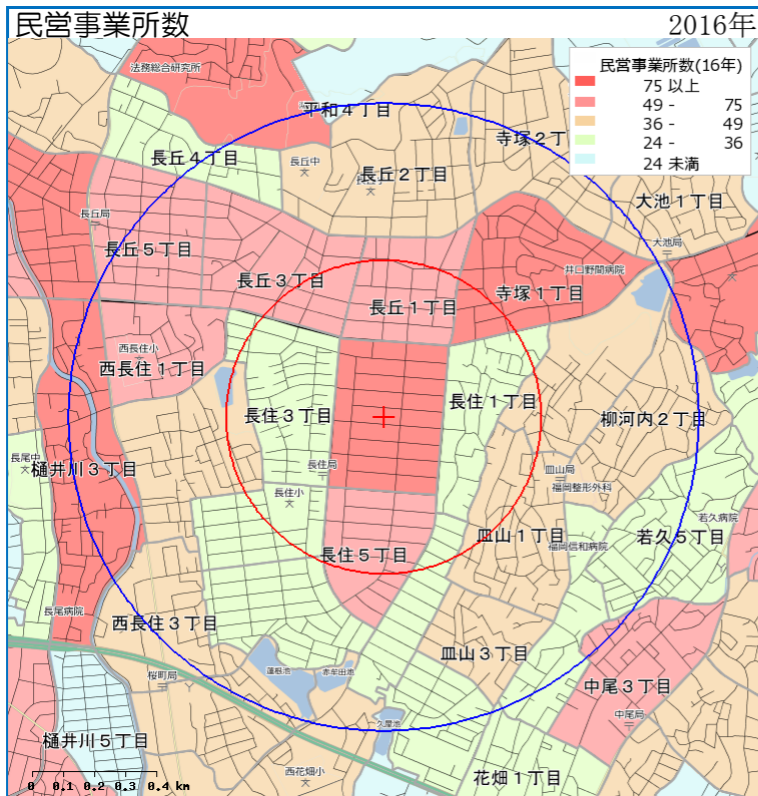 民営事業所数
2016年
民営事業所数(16年)
75 以上
49 - 75
36 - 49
24 - 36
24 未満
法務総合研究所
平和４丁目
寺塚２丁
長丘４丁目
長丘中
長丘２丁目
大池１丁目
長丘局
大池局
長丘５丁目
長丘３丁目
井口野間病院
寺塚１丁目
長丘１丁目
西長住小
西長住１丁目
長住３丁目
長住１丁目
柳河内２丁目
長尾中
樋井川３丁目
長住局
皿山局
福岡整形外科
長住小
若久病院
皿山１丁目
若久５丁目
福岡信和病院
長住５丁目
長尾病院
西長住３丁目
皿山３丁目
蓮根池
赤牟田池
桜町局
中尾３丁目
中尾局
久屋池
樋井川５丁目
西花畑小
花畑１丁目
0 0.1 0.2 0.3 0.4 km